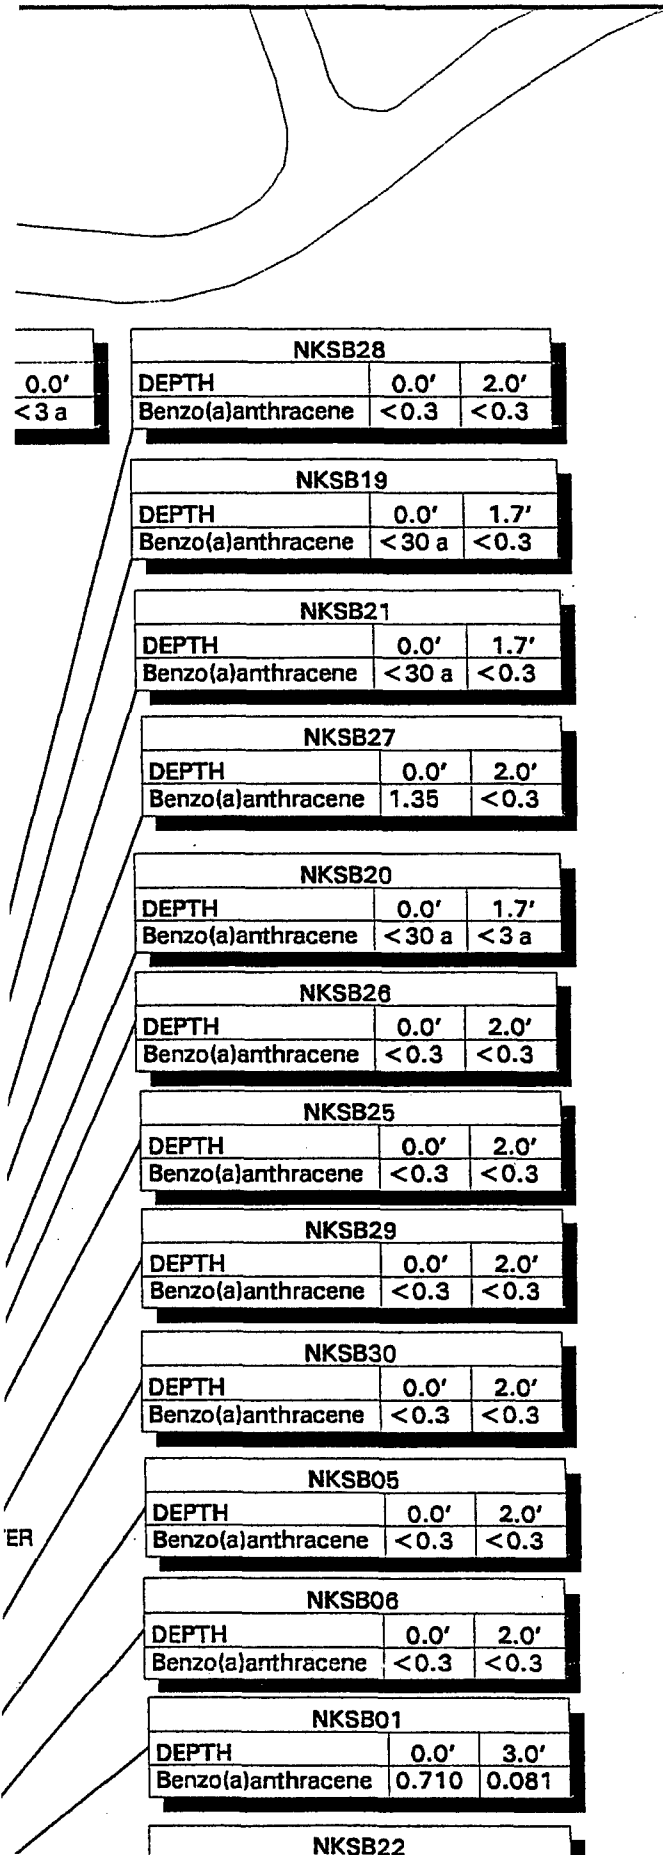 0.0'
<3 a
NKSB28
DEPTH 0.0' 2.0'
Benzo(a)anthracene <0.3 <0.3
NKSB19
DEPTH 0.0' 1.7'
Benzo(a)anthracene <30 a <0.3
NKSB21
DEPTH 0.0' 1.7'
Benzo(a)anthracene <30 a <0.3
NKSB27
DEPTH 0.0' 2.0'
Benzo(a)anthracene 1.35 <0.3
NKSB20
DEPTH 0.0' 1.7'
Benzo(a)anthracene <30 a <3 a
NKSB26
DEPTH 0.0' 2.0'
Benzo(a)anthracene <0.3 <0.3
NKSB25
DEPTH 0.0' 2.0'
Benzo(a)anthracene <0.3 <0.3
NKSB29
DEPTH 0.0' 2.0'
Benzo(a)anthracene <0.3 <0.3
NKSB30
DEPTH 0.0' 2.0'
Benzo(a)anthracene <0.3 <0.3
NKSB05
DEPTH 0.0' 2.0'
Benzo(a)anthracene <0.3 <0.3
ER
NKSB06
DEPTH 0.0' 2.0'
Benzo(a)anthracene <0.3 <0.3
NKSB01
DEPTH 0.0' 3.0'
Benzo(a)anthracene 0.710 0.081
NKSB22